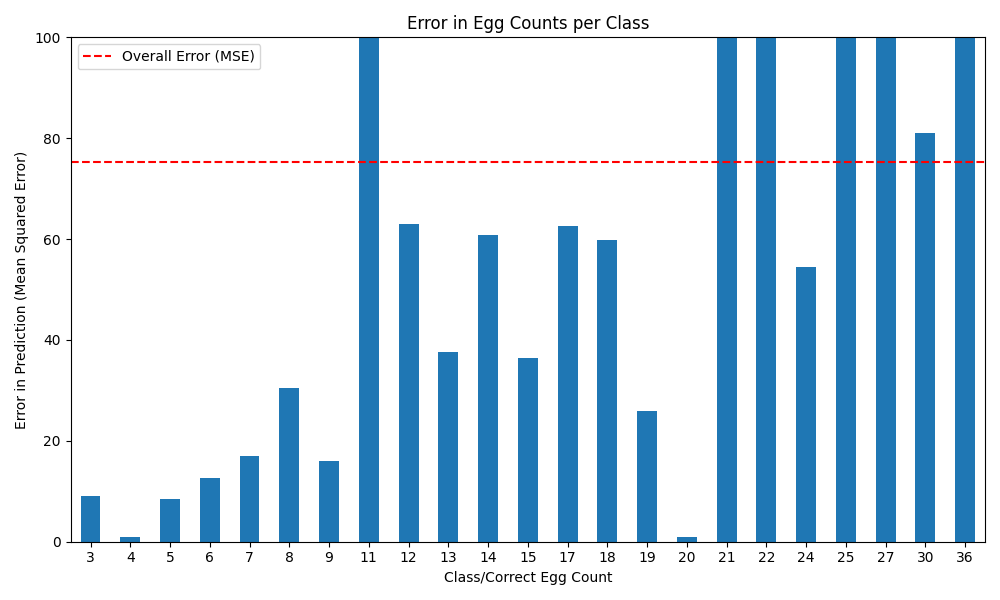 Error in Egg Counts per Class
Overall Error (MSE)
Error in Prediction (Mean Squared Error)
100
80
60
40
20
0
3 4 5 6 7 8 9 11 12 13 14 15 17 18 19 20 21 22 24 25 27 30 36
Class/Correct Egg Count